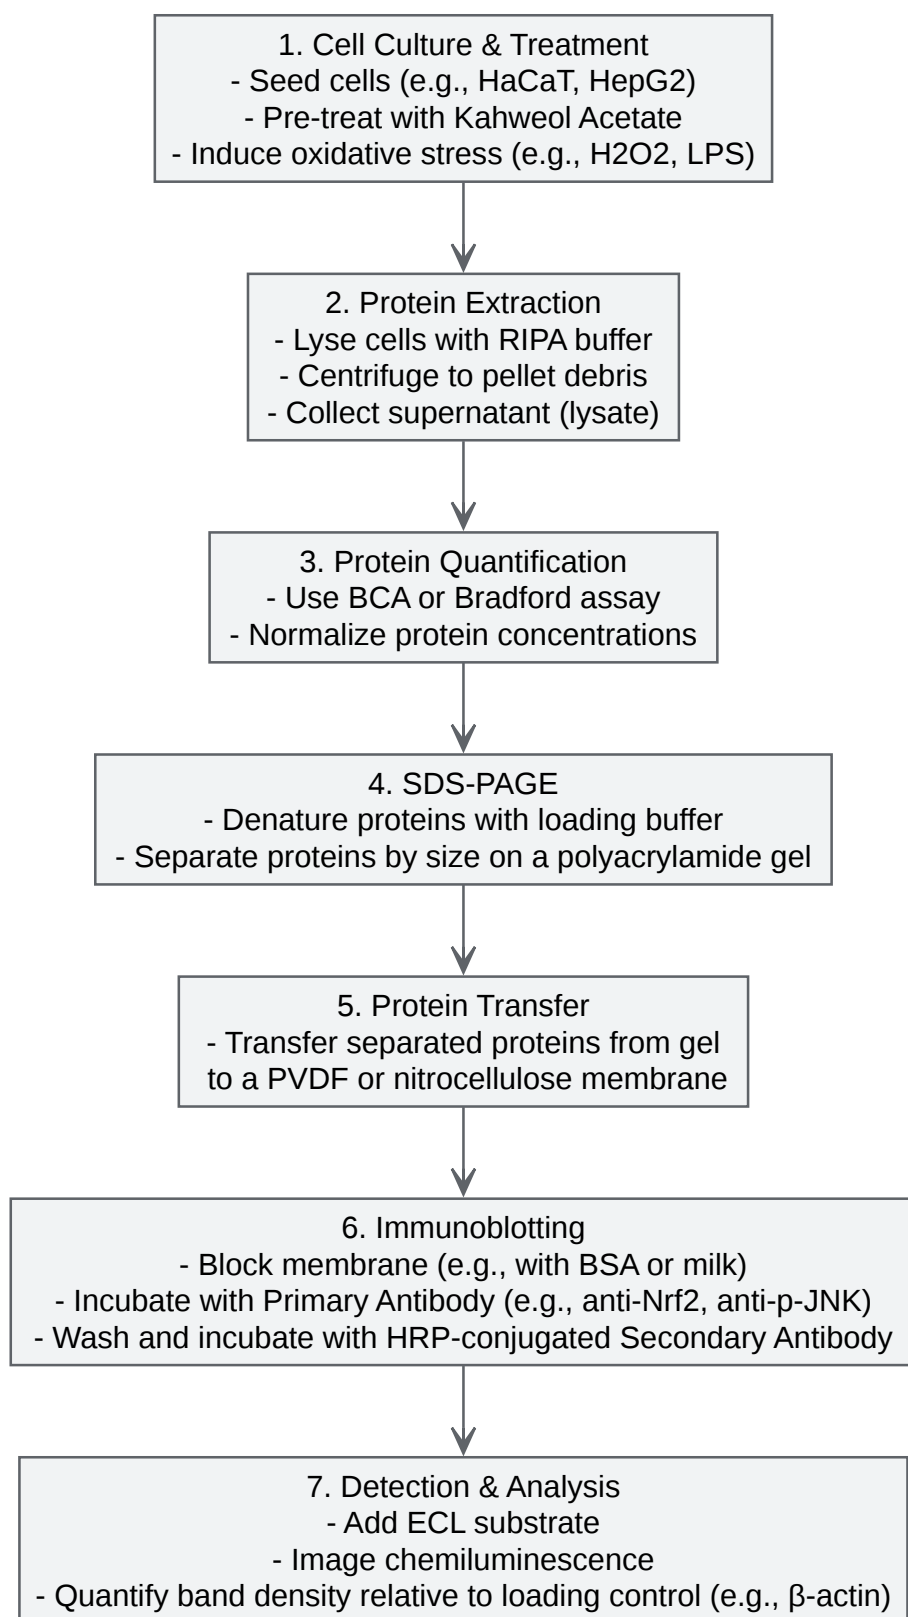 1. Cell Culture & Treatment
- Seed cells (e.g., HaCaT, HepG2)
- Pre-treat with Kahweol Acetate
- Induce oxidative stress (e.g., H2O2, LPS)
2. Protein Extraction
- Lyse cells with RIPA buffer
- Centrifuge to pellet debris
- Collect supernatant (lysate)
3. Protein Quantification
- Use BCA or Bradford assay
- Normalize protein concentrations
4. SDS-PAGE
- Denature proteins with loading buffer
- Separate proteins by size on a polyacrylamide gel
5. Protein Transfer
- Transfer separated proteins from gel
to a PVDF or nitrocellulose membrane
6. Immunoblotting
- Block membrane (e.g., with BSA or milk)
- Incubate with Primary Antibody (e.g., anti-Nrf2, anti-p-JNK)
- Wash and incubate with HRP-conjugated Secondary Antibody
7. Detection & Analysis
- Add ECL substrate
- Image chemiluminescence
- Quantify band density relative to loading control (e.g., β-actin)